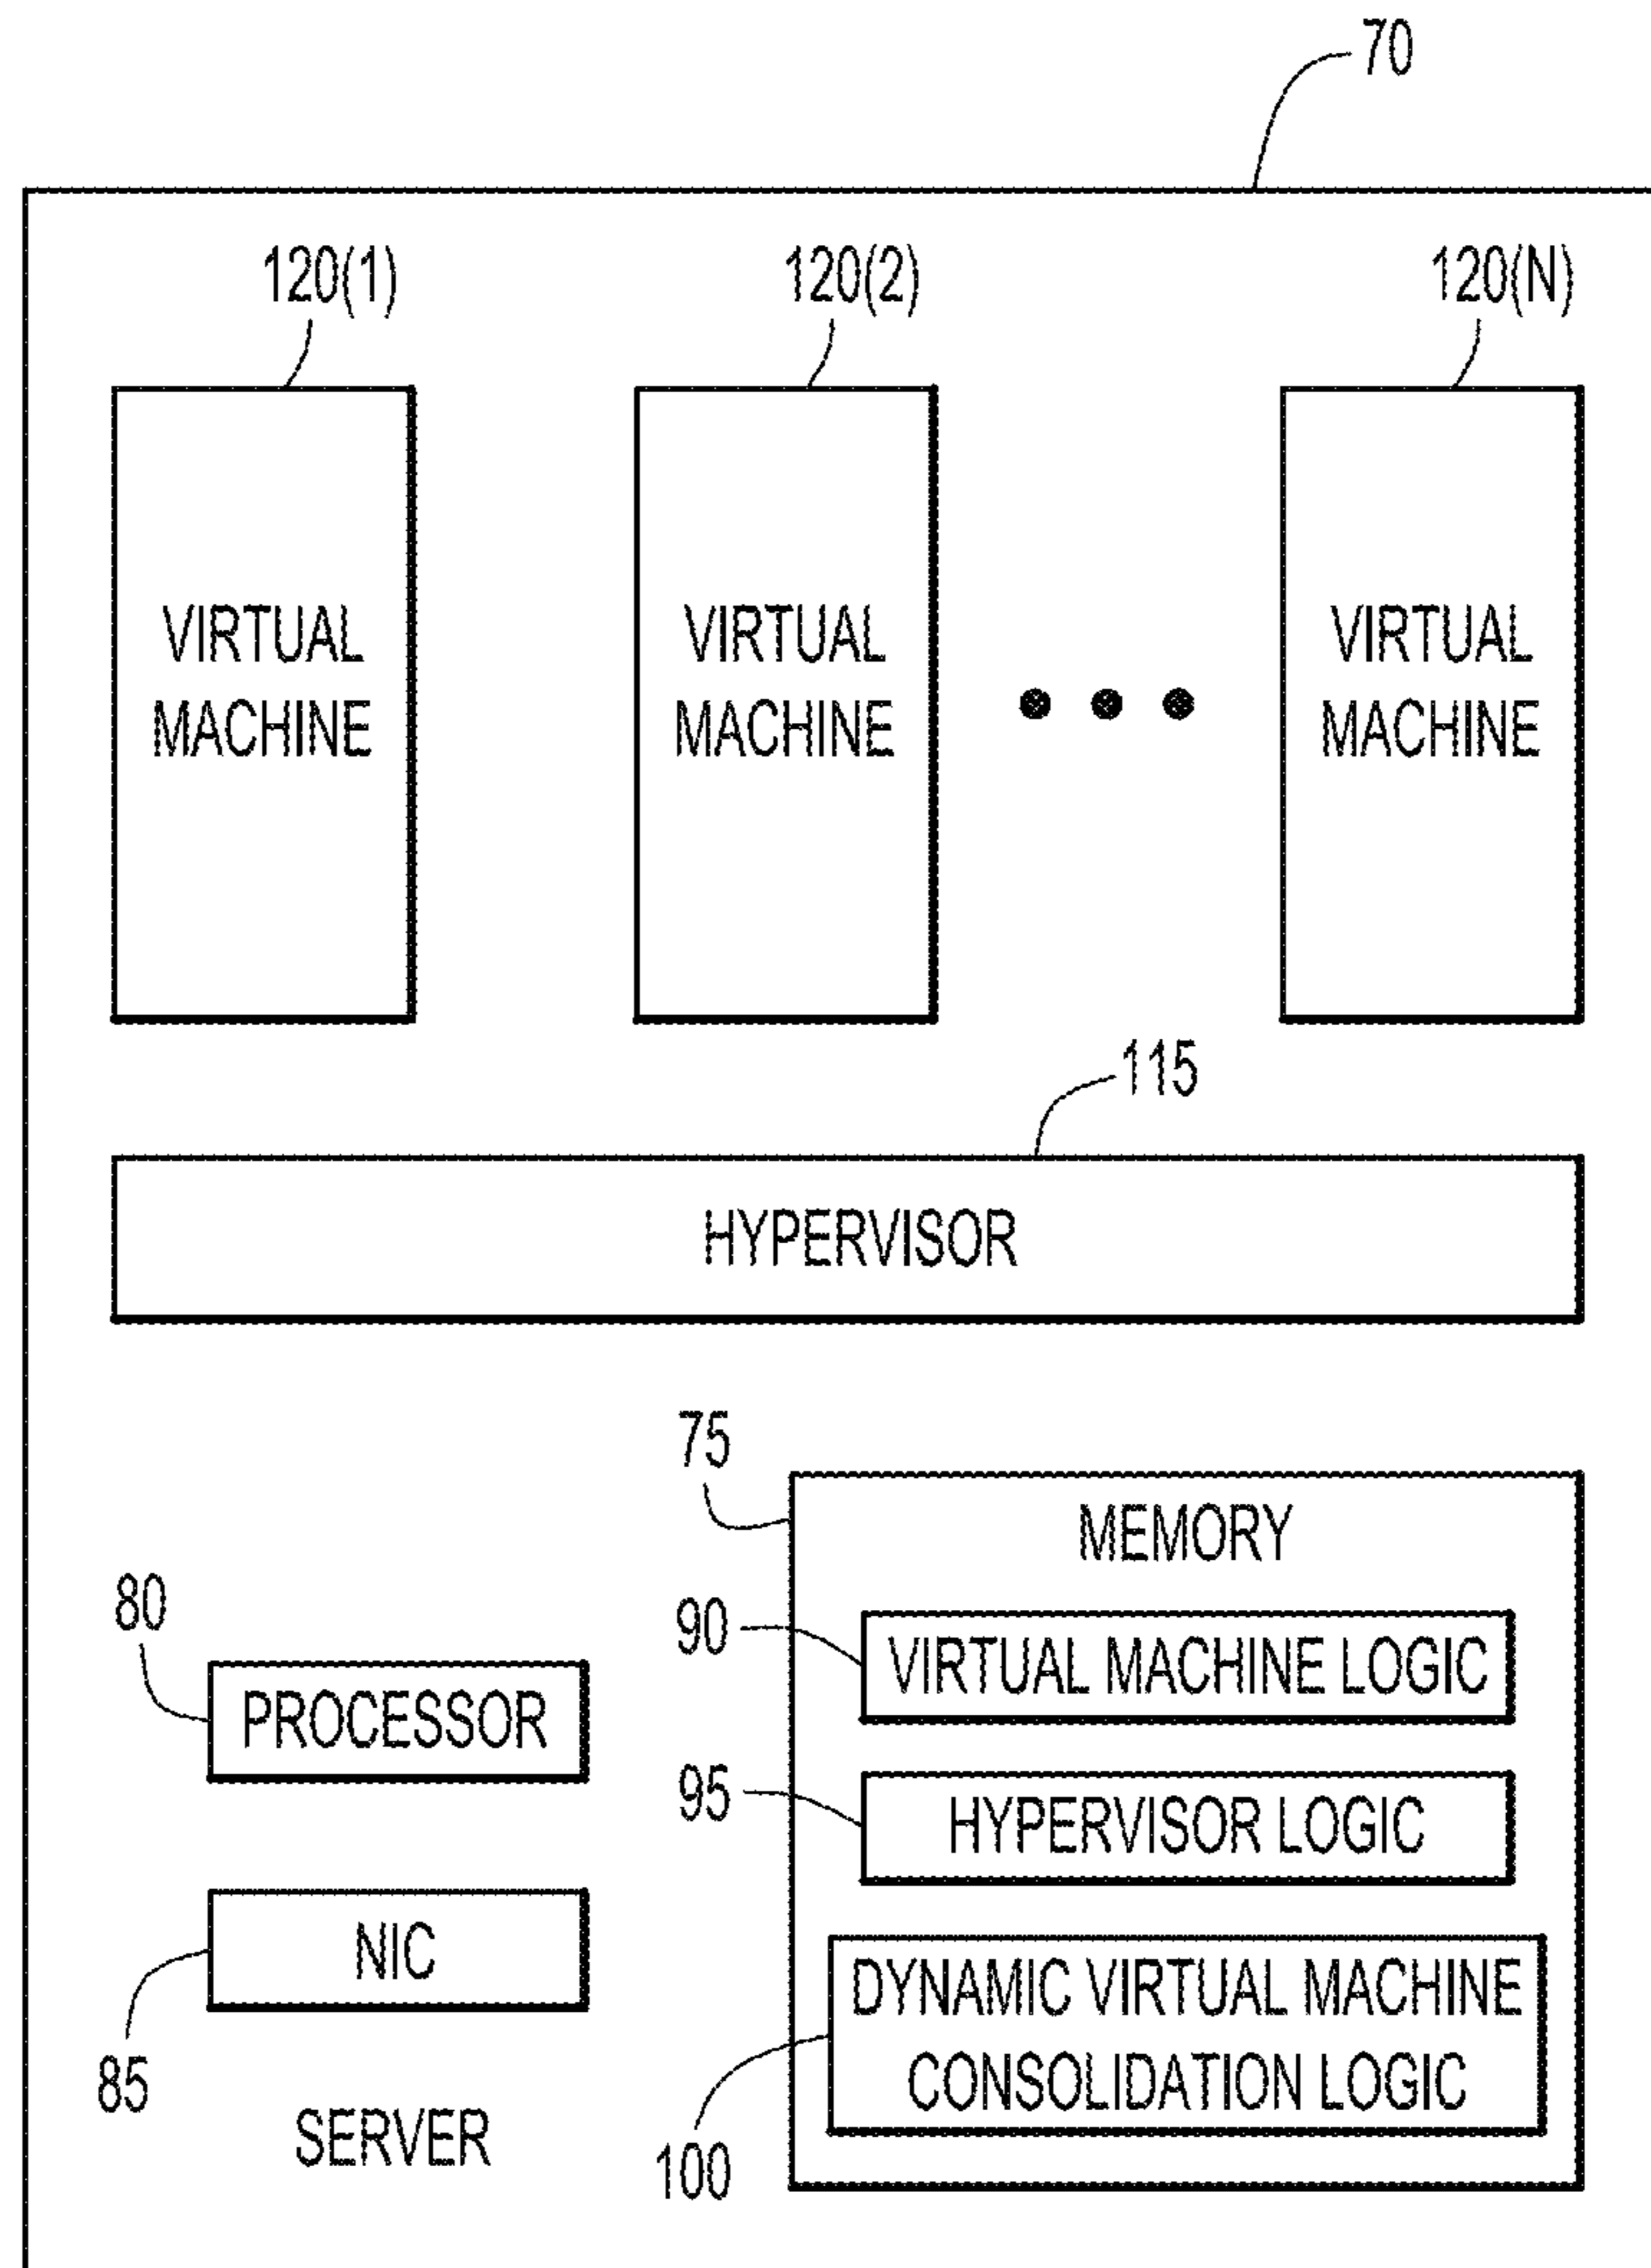 70
120(1) 120(2) 120(N)
VIRTUAL
MACHINE
VIRTUAL
MACHINE
VIRTUAL
MACHINE
115
HYPERVISOR
75
MEMORY
80
PROCESSOR
90
VIRTUAL MACHINE LOGIC
95
HYPERVISOR LOGIC
NIC
85
DYNAMIC VIRTUAL MACHINE
CONSOLIDATION LOGIC
100
SERVER